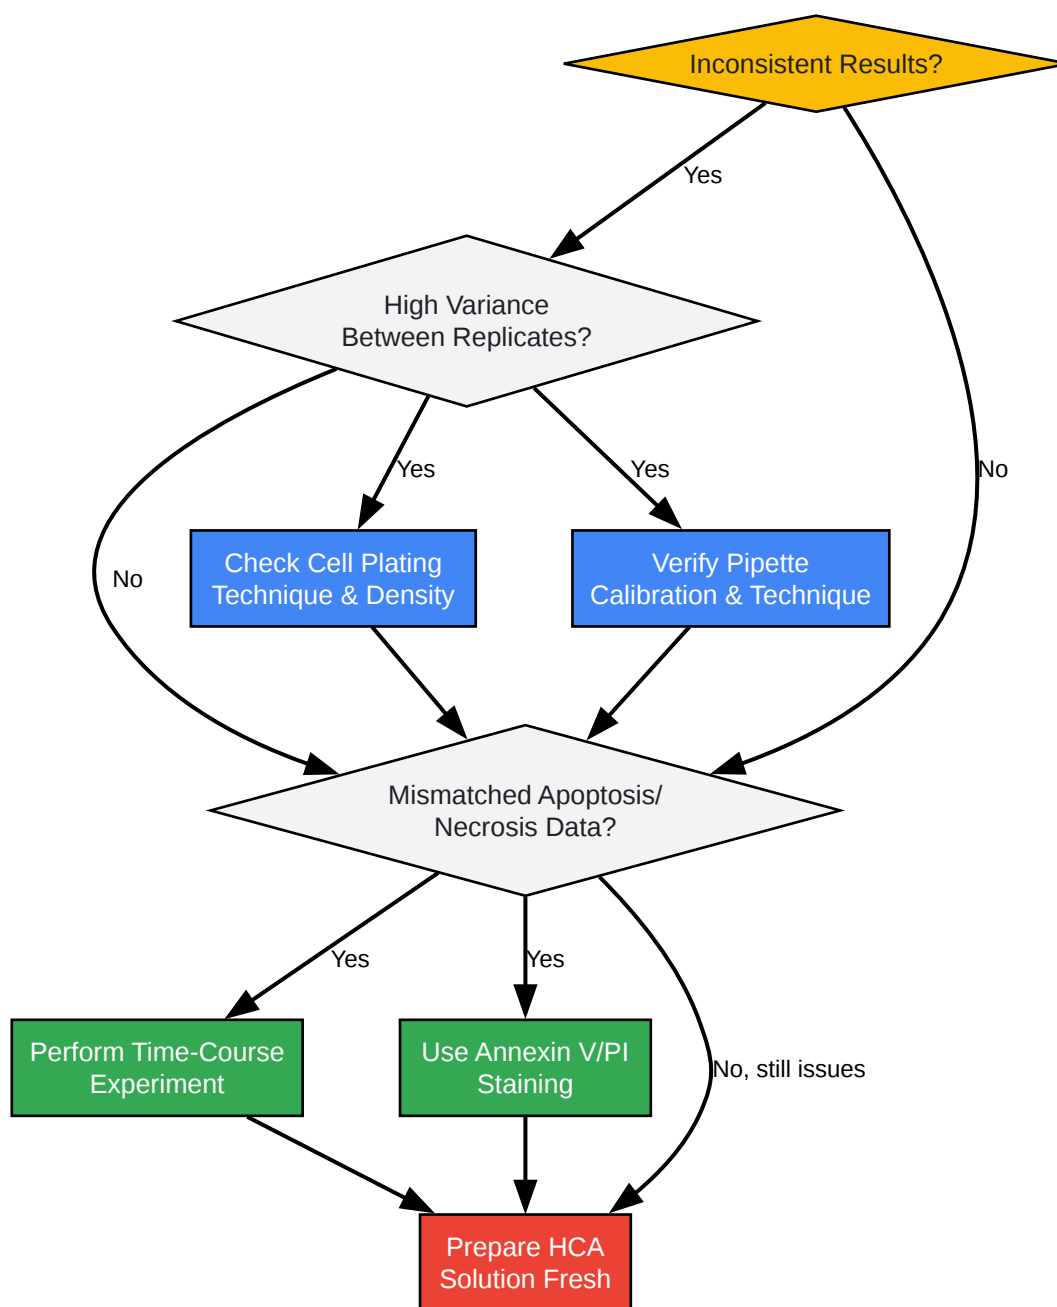 Inconsistent Results?
Yes
High Variance
Between Replicates?
Yes
Yes
No
No
Check Cell Plating
Technique & Density
Verify Pipette
Calibration & Technique
Mismatched Apoptosis/
Necrosis Data?
Yes
Yes
No, still issues
Perform Time-Course
Experiment
Use Annexin V/PI
Staining
Prepare HCA
Solution Fresh